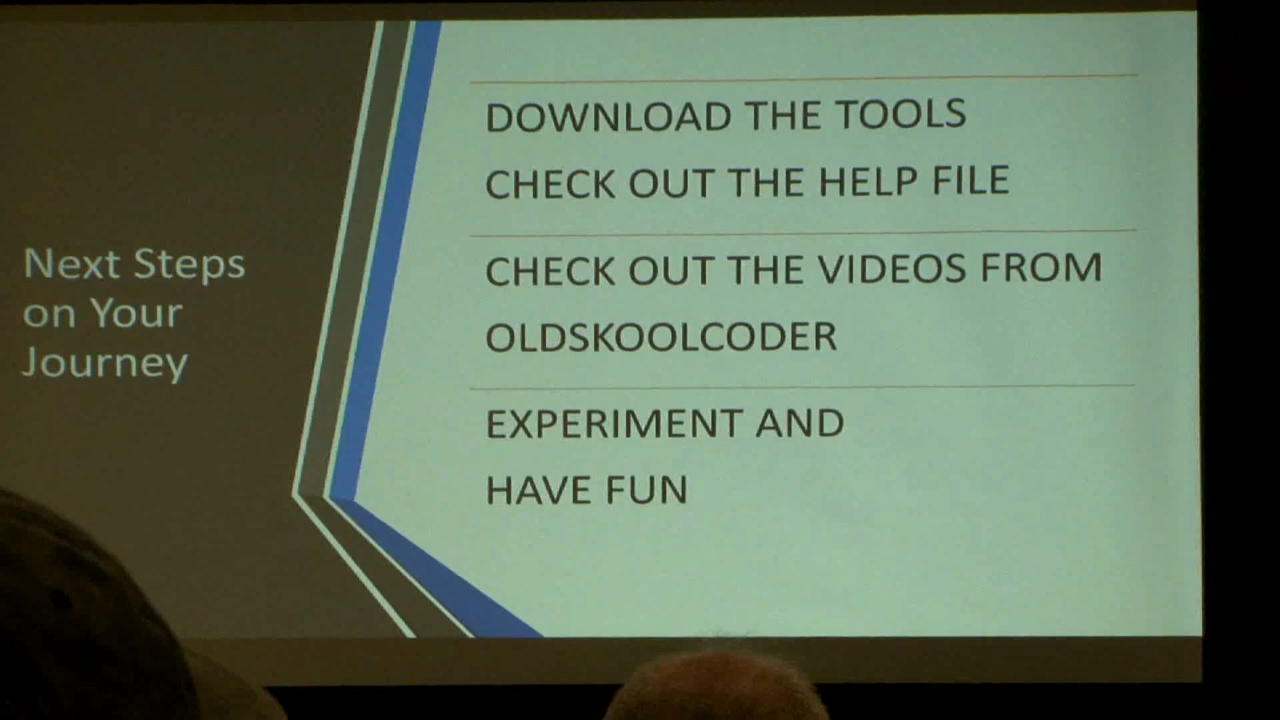 Next Steps
on Your
Journey
DOWNLOAD THE TOOLS
CHECK OUT THE HELP FILE
CHECK OUT THE VIDEOS FROM
OLDSKOOLCODER
EXPERIMENT AND
HAVE FUN